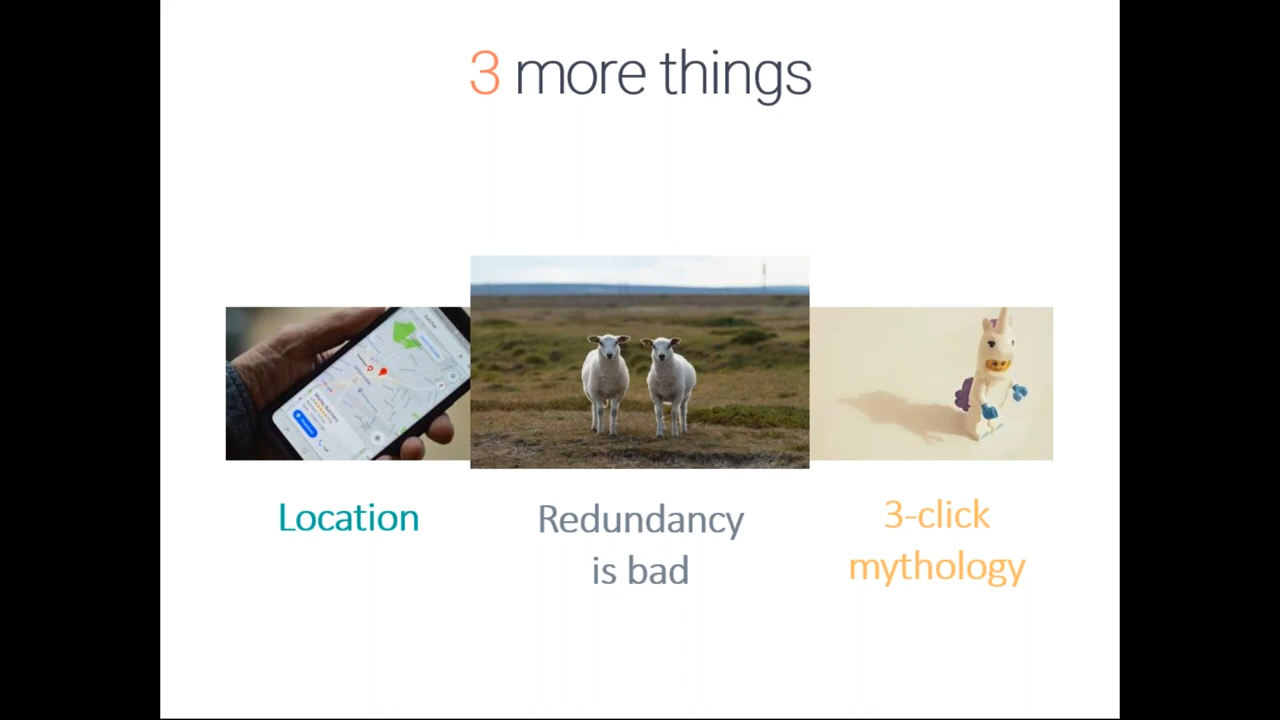 3 more things
Location
Redundancy
is bad
3-click
mythology